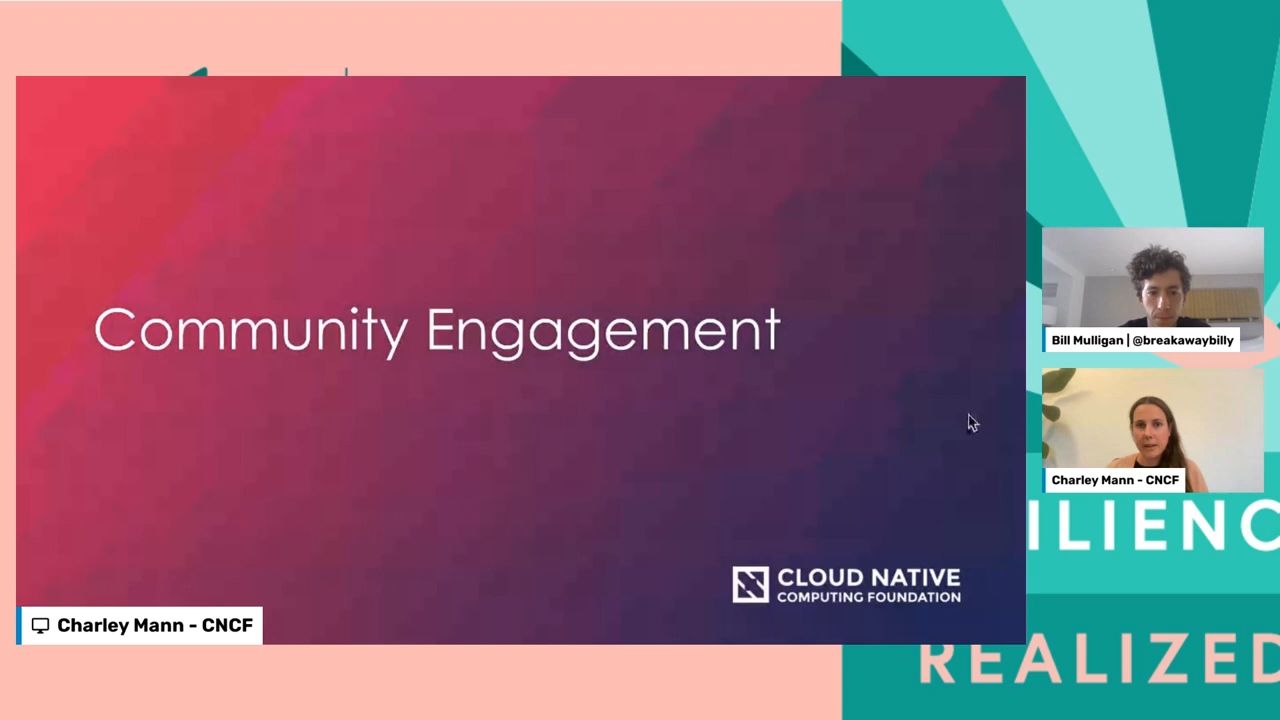 Community Engagement
CLOUD NATIVE
COMPUTING FOUNDATION
Charley Mann - CNCF
Bill Mulligan | @breakawaybilly
Charley Mann - CNCF
ILIENC
REALIZED